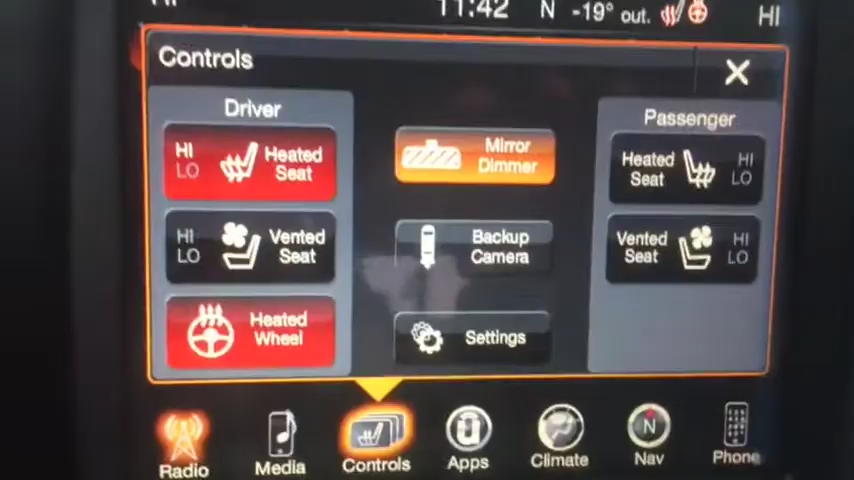 HI
11:42
N
-19° out.
HI
Controls
Driver
HI
LO
Heated
Seat
HI
LO
Vented
Seat
Heated
Wheel
Mirror
Dimmer
Backup
Camera
Settings
Passenger
Heated
Seat
HI
LO
Vented
Seat
HI
LO
Radio
Media
Controls
Apps
Climate
N
Nav
Phone